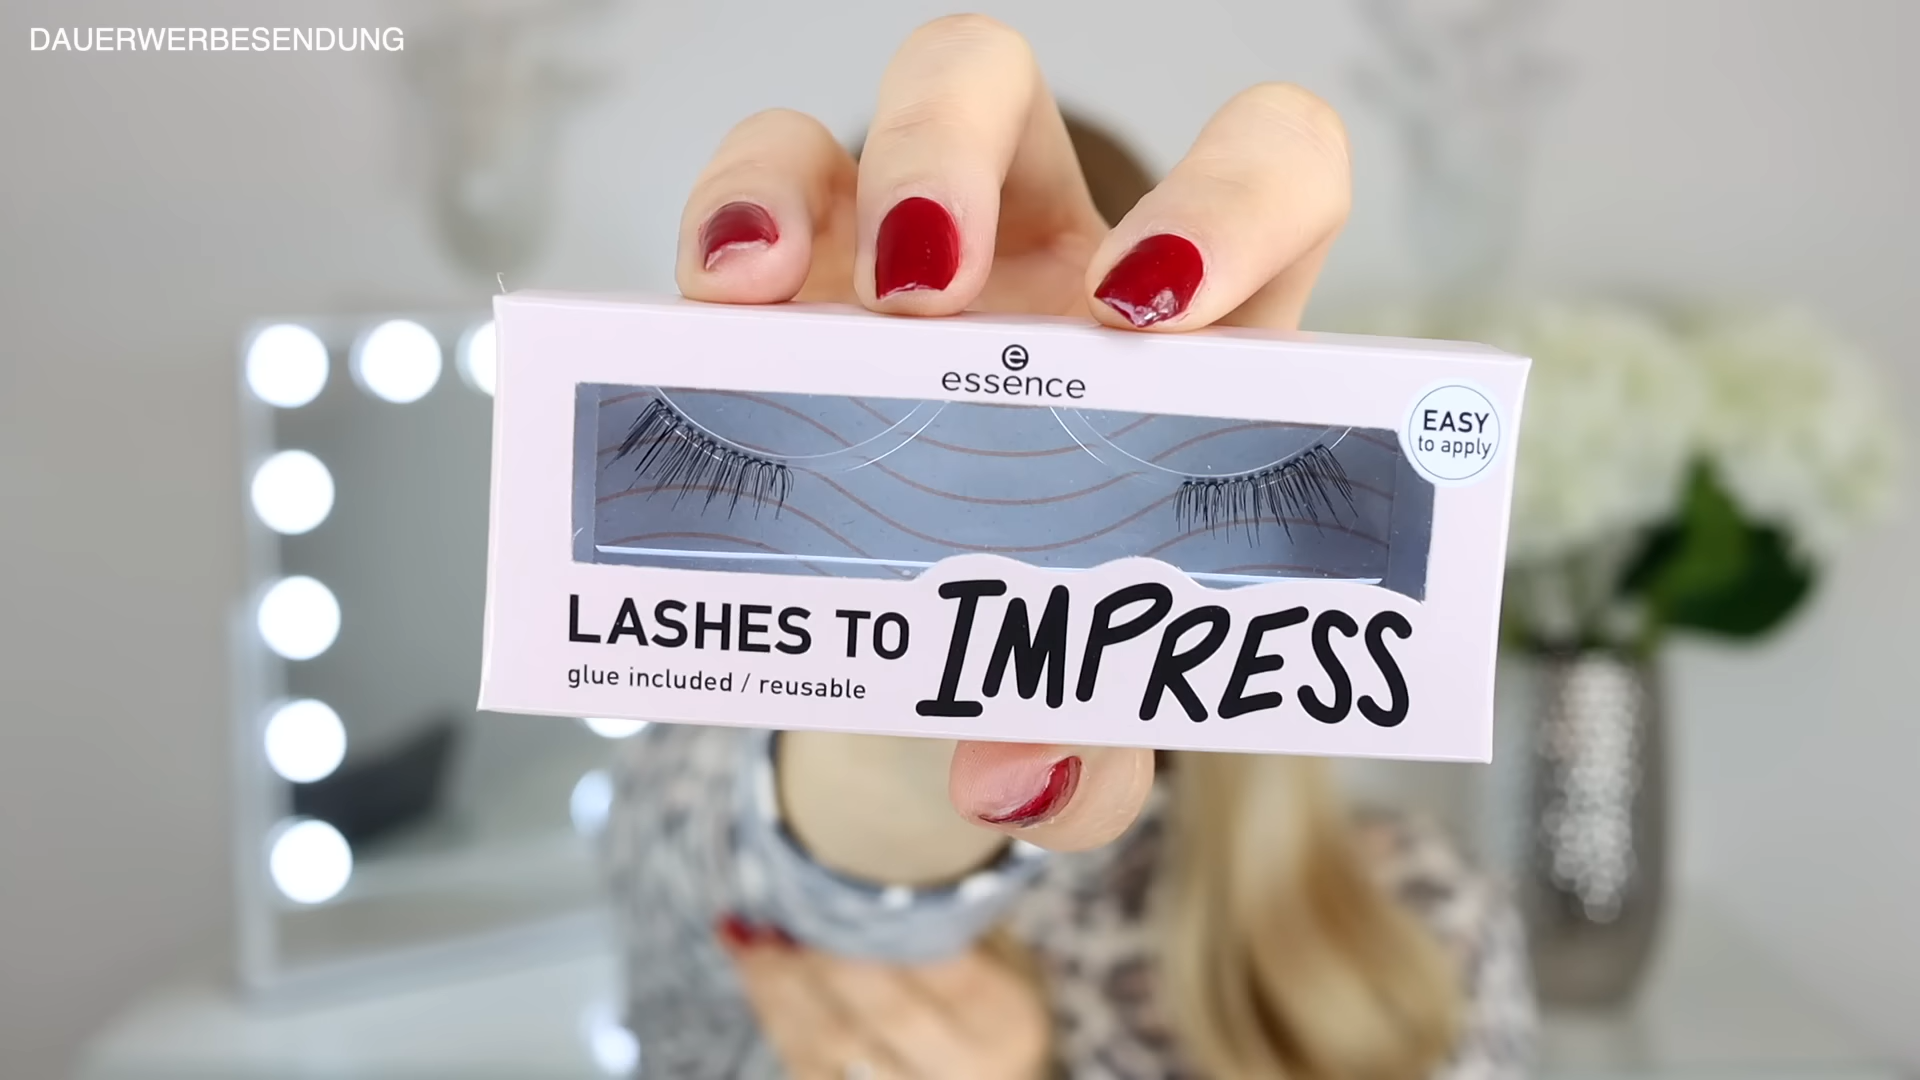 DAUERWERBESENDUNG
e
essence
EASY
to apply
LASHES TO IMPRESS
glue included / reusable